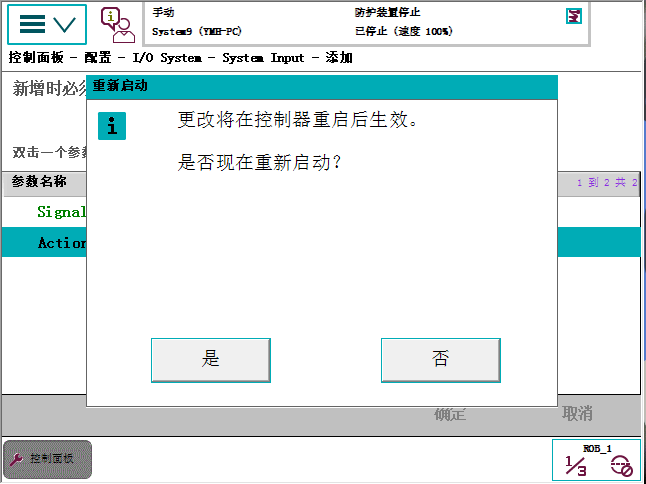 手动
防护装置停止
System9 (YMH-PC)
已停止 (速度 100%)
控制面板 - 配置 - I/O System - System Input - 添加
新增时必须
重新启动
i
更改将在控制器重启后生效。
是否现在重新启动？
双击一个参数
参数名称
1 到 2 共 2
Signal
Action
是
否
确定
取消
控制面板
ROB_1
1/3